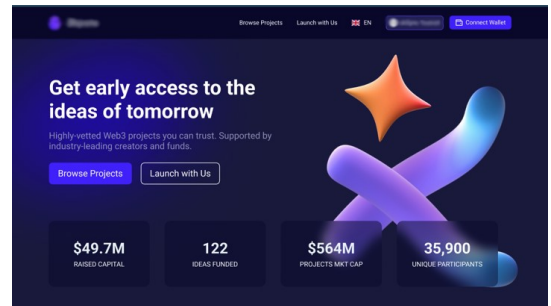 Browse Projects
Launch with Us
EN
Connect Wallet
Get early access to the
ideas of tomorrow
Highly-vetted Web3 projects you can trust. Supported by
industry-leading creators and funds.
Browse Projects
Launch with Us
$49.7M
RAISED CAPITAL
122
IDEAS FUNDED
$564M
PROJECTS MKT CAP
35,900
UNIQUE PARTICIPANTS